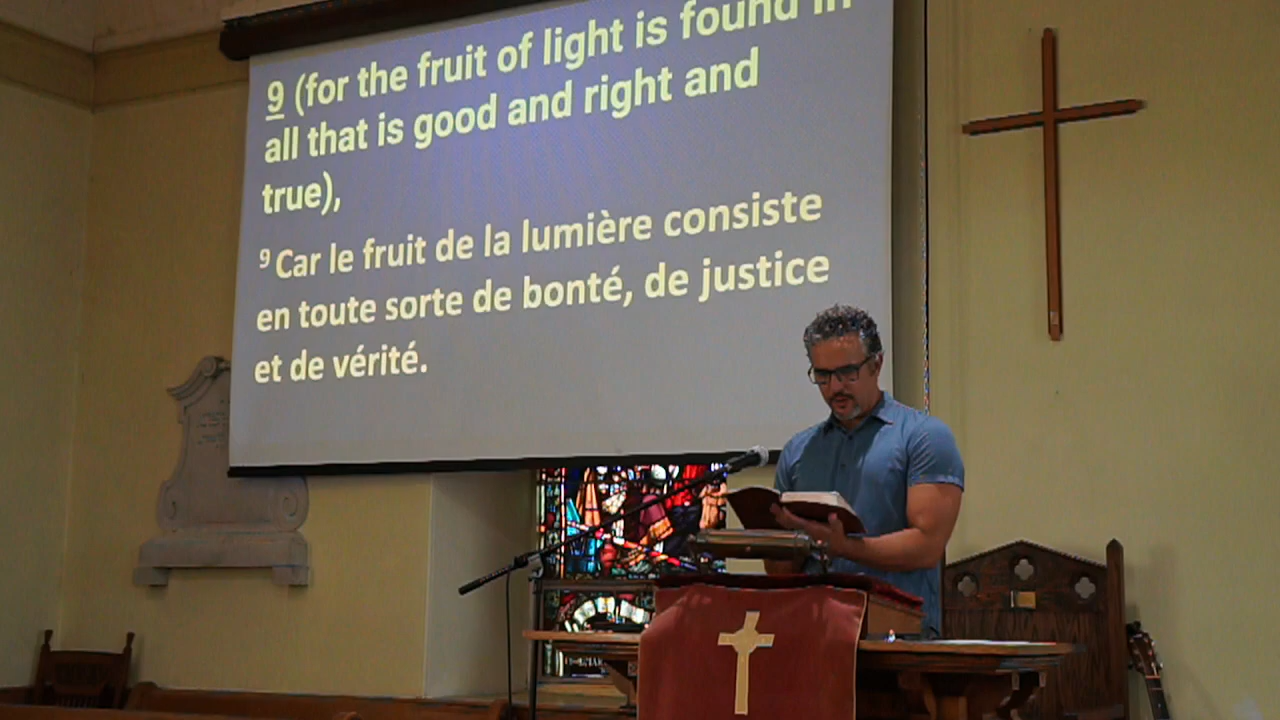 9 (for the fruit of light is found in
all that is good and right and
true),
9 Car le fruit de la lumière consiste
en toute sorte de bonté, de justice
et de vérité.